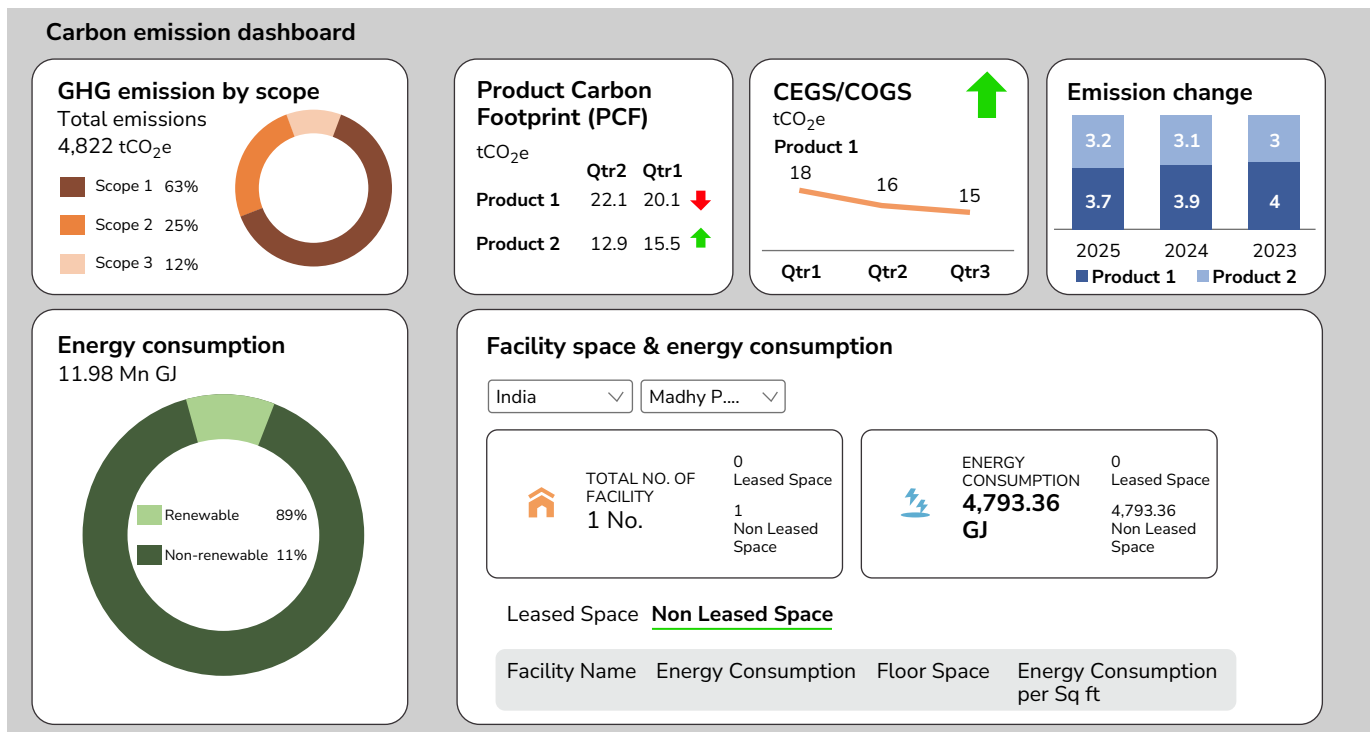 Carbon emission dashboard
GHG emission by scope
Total emissions
4,822 tCO₂e
Scope 1 63%
Scope 2 25%
Scope 3 12%
Product Carbon
Footprint (PCF)
tCO₂e
Qtr2 Qtr1
Product 1 22.1 20.1
Product 2 12.9 15.5
CEGS/COGS
tCO₂e
Product 1
18 16 15
Qtr1 Qtr2 Qtr3
Emission change
3.2 3.1 3
3.7 3.9 4
2025 2024 2023
Product 1 Product 2
Energy consumption
11.98 Mn GJ
Renewable 89%
Non-renewable 11%
Facility space & energy consumption
India Madhy P....
TOTAL NO. OF
FACILITY
1 No.
0
Leased Space
1
Non Leased
Space
ENERGY
CONSUMPTION
4,793.36
GJ
0
Leased Space
4,793.36
Non Leased
Space
Leased Space Non Leased Space
Facility Name Energy Consumption Floor Space Energy Consumption
per Sq ft